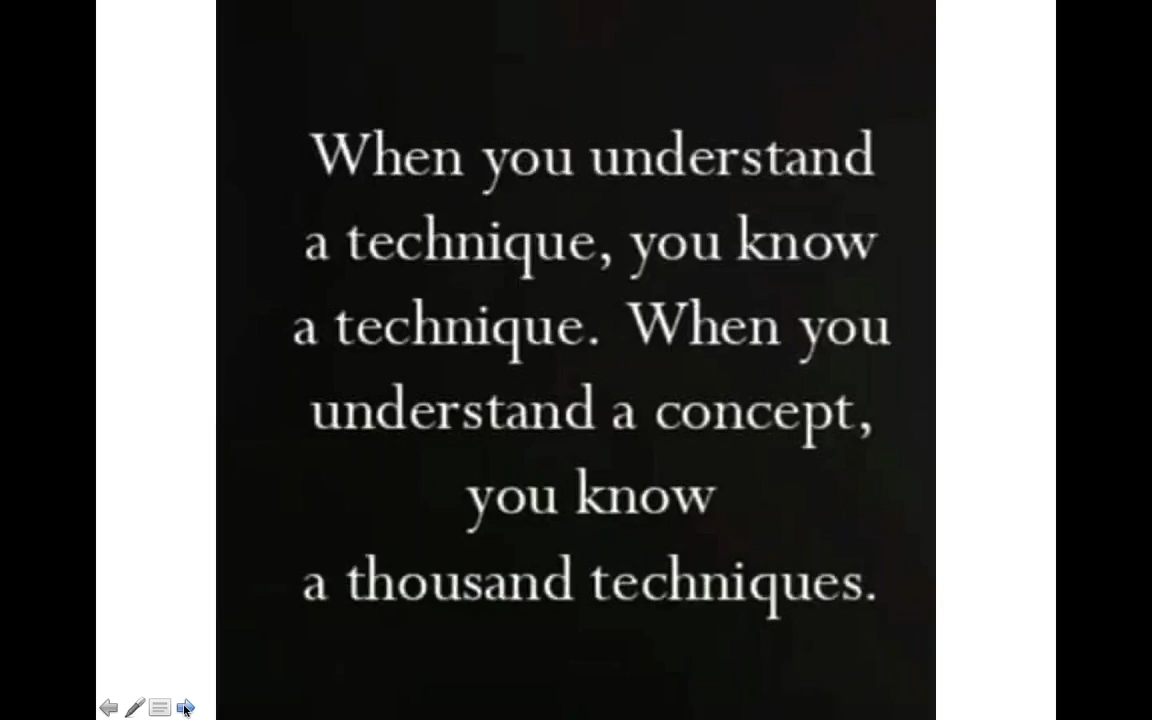 When you understand
a technique, you know
a technique.  When you
understand a concept,
you know
a thousand techniques.